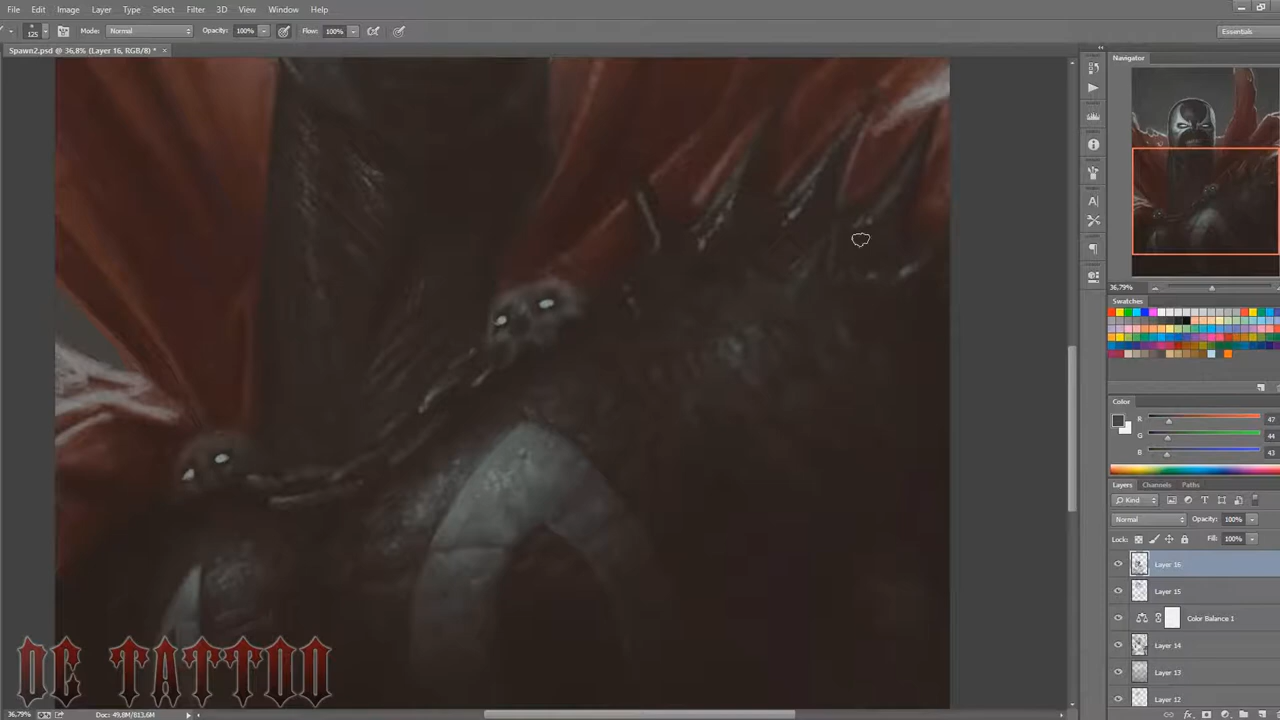 File Edit Image Layer Type Select Filter 3D View Window Help
125 Mode: Normal Opacity: 100% Flow: 100% Essentials
Spawn2.psd @ 36,8% (Layer 16, RGB/8) * ×
Navigator
36.79%
Swatches
Color
R 47
G 44
B 43
Layers Channels Paths
Kind
Normal Opacity: 100%
Lock: Fill: 100%
Layer 16
Layer 15
Color Balance 1
Layer 14
Layer 13
Layer 12
DC TATTOO
36.79% Doc: 49,8M/813,6M